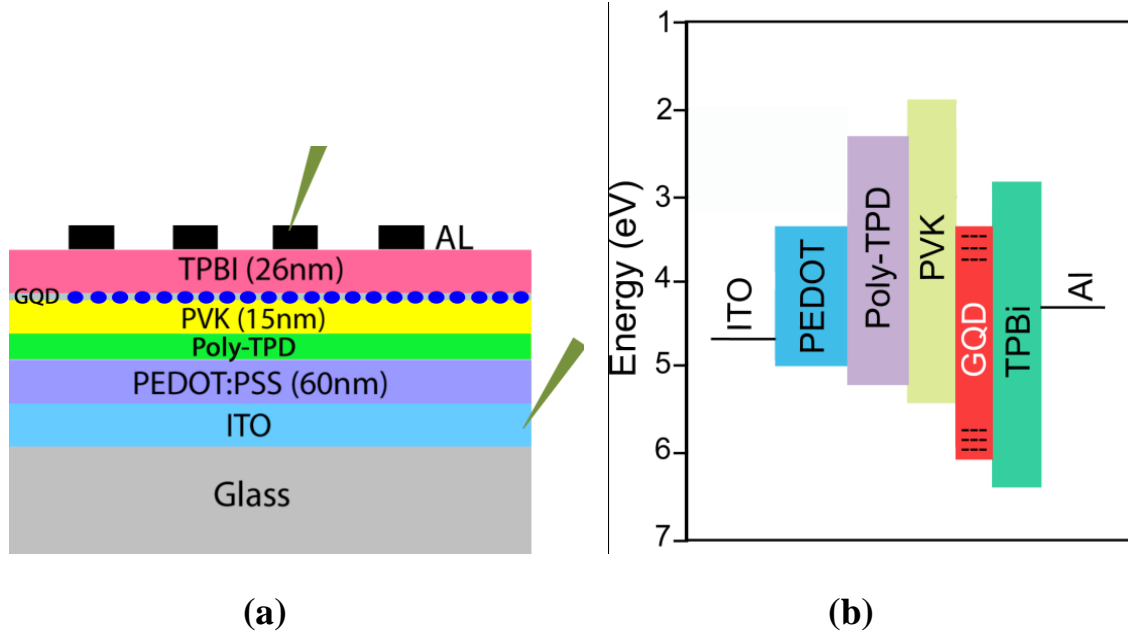 AL
TPBI (26nm)
GQD
PVK (15nm)
Poly-TPD
PEDOT:PSS (60nm)
ITO
Glass
(a)
Energy (eV)
1
2
3
4
5
6
7
ITO
PEDOT
Poly-TPD
PVK
GQD
TPBi
Al
(b)